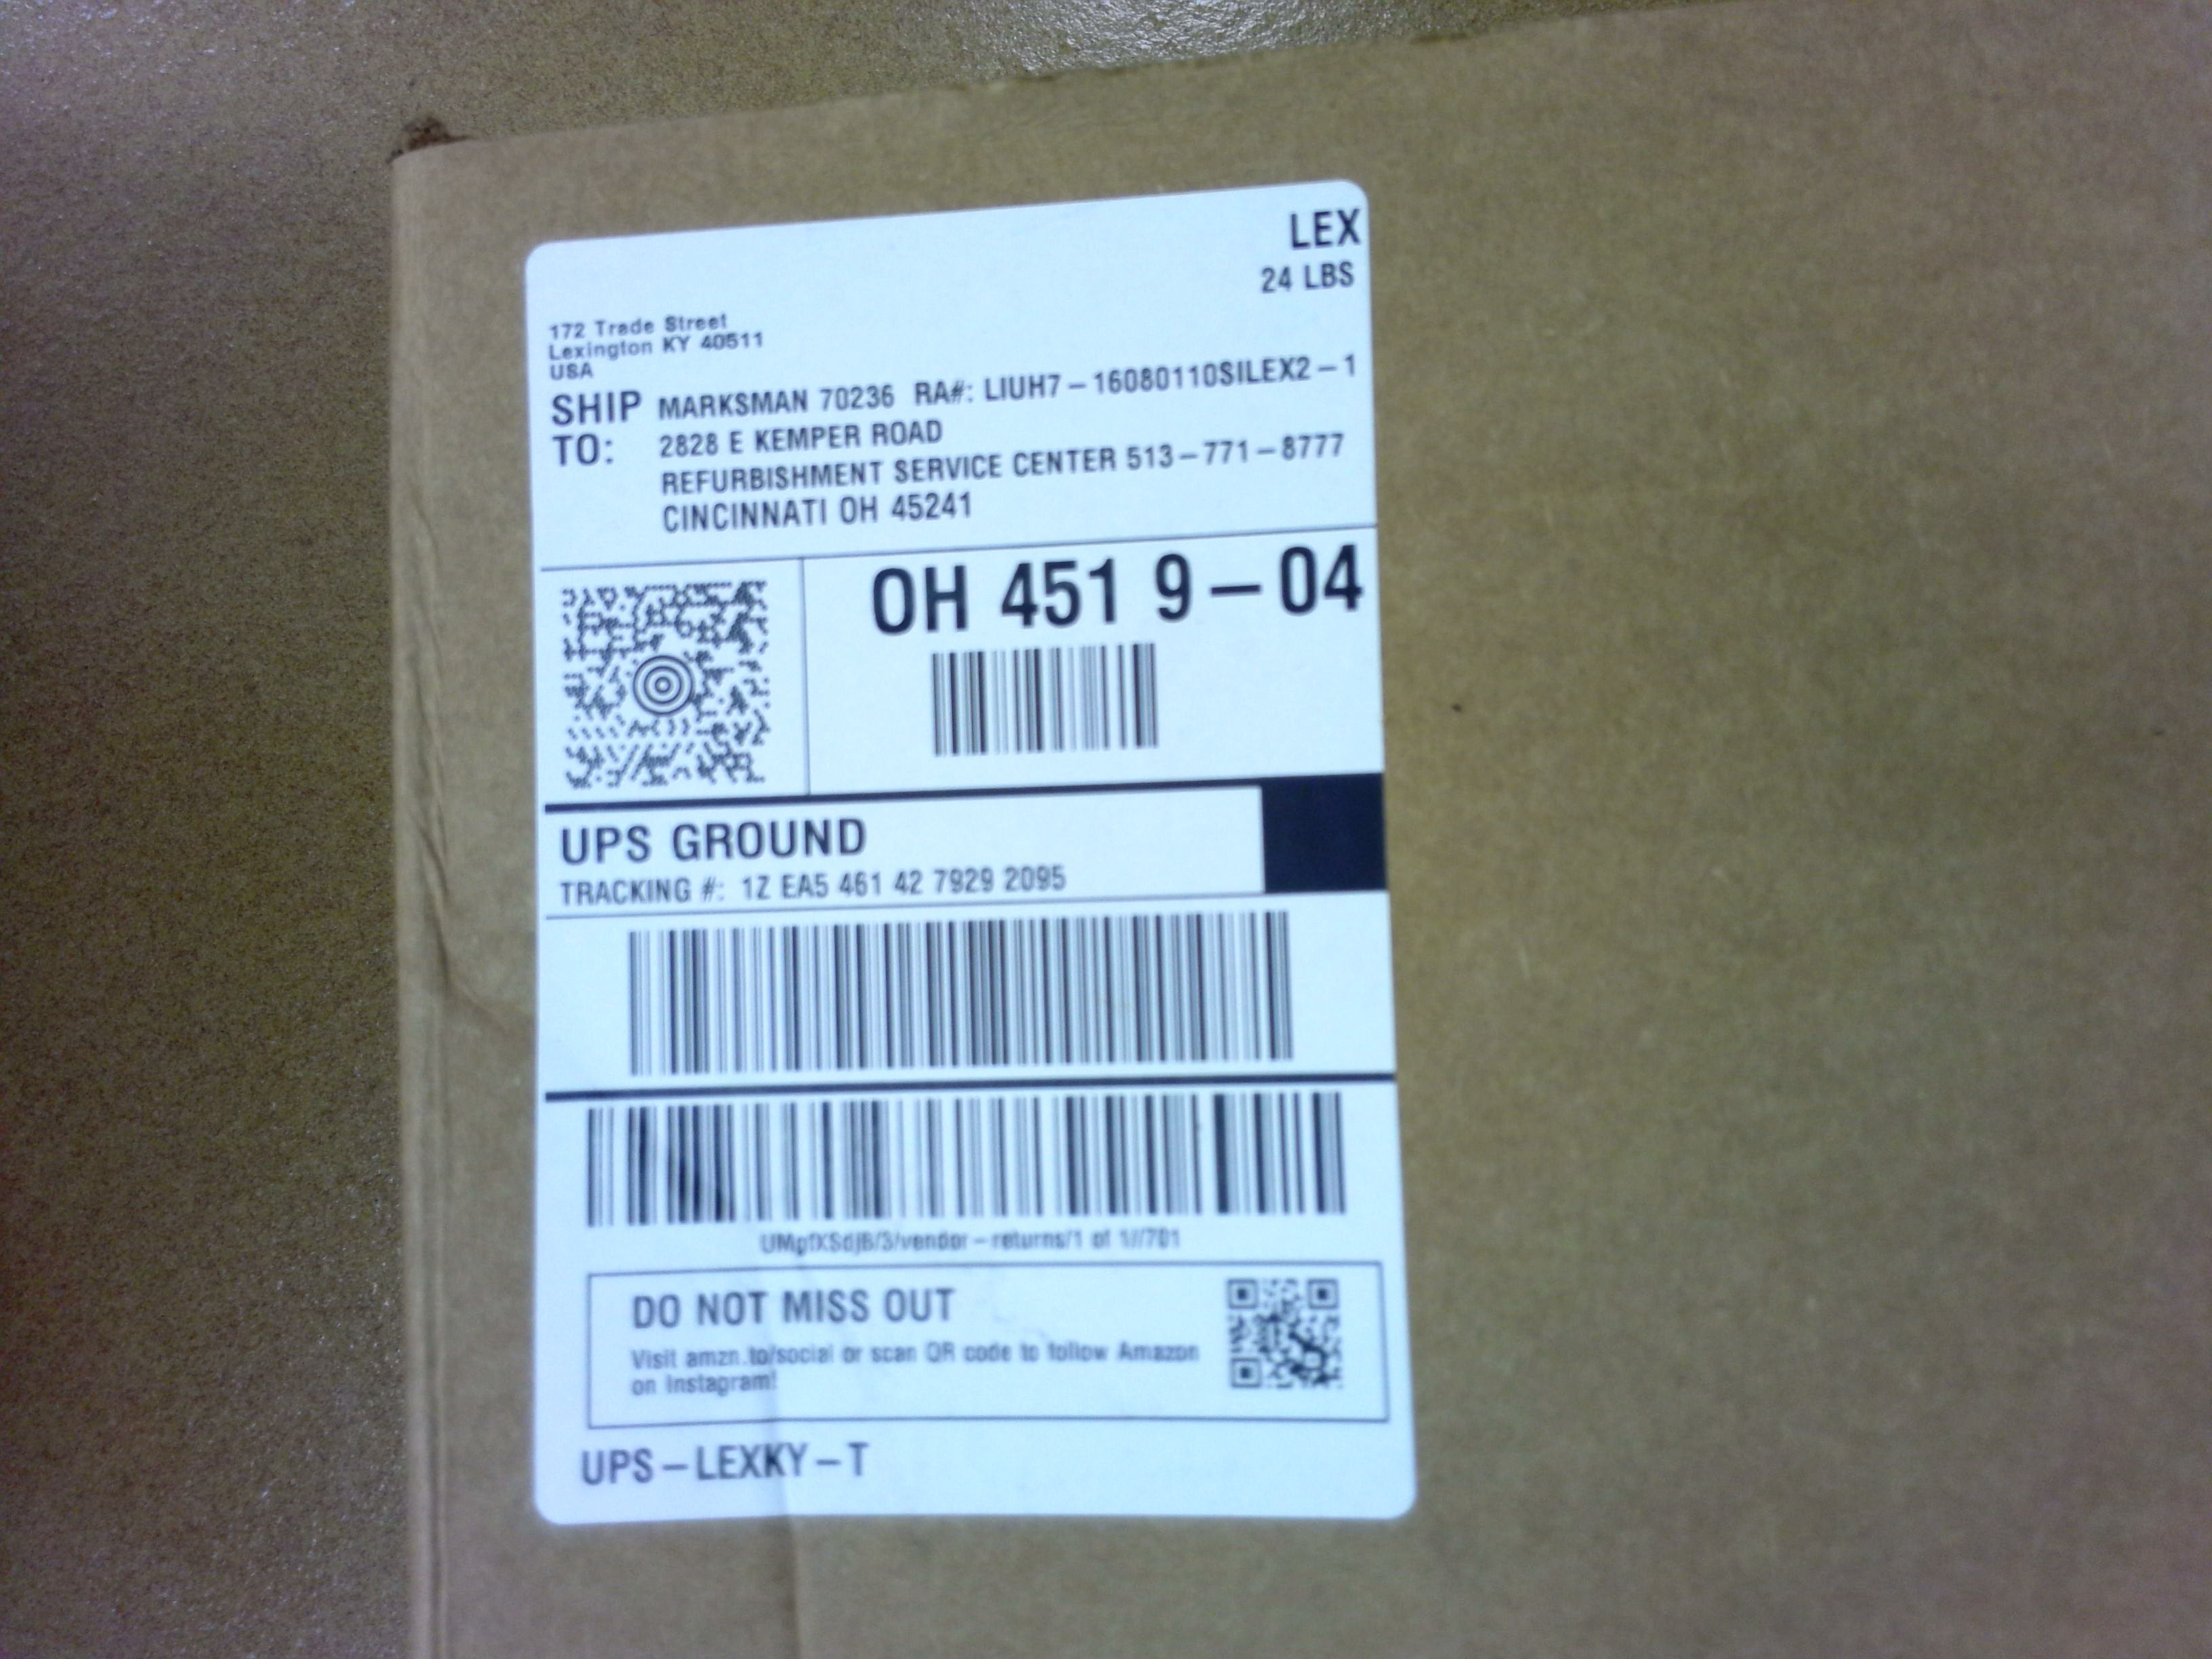 LEX
24 LBS
172 Trade Street
Lexington KY 40511
USA
SHIP TO: MARKSMAN 70236 RA#: LIUH7-16080110SILEX2-1
2828 E KEMPER ROAD
REFURBISHMENT SERVICE CENTER 513-771-8777
CINCINNATI OH 45241
OH 451 9-04
UPS GROUND
TRACKING #: 1Z EA5 461 42 7929 2095
UMpfXSdjB/3/vendor-returns/1 of 1//701
DO NOT MISS OUT
Visit amzn.to/social or scan QR code to follow Amazon
on Instagram!
UPS-LEXKY-T